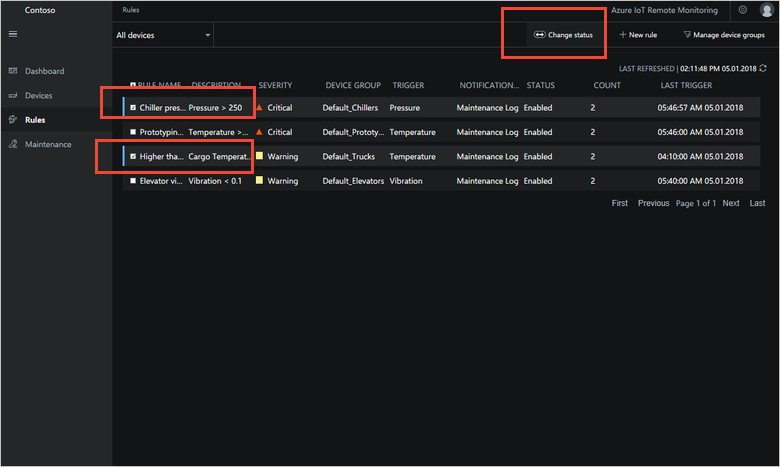 Contoso
Rules
Azure IoT Remote Monitoring
All devices
Change status
New rule
Manage device groups
Dashboard
Devices
Rules
Maintenance
LAST REFRESHED | 02:11:48 PM 05.01.2018
RULE NAME DESCRIPTION SEVERITY DEVICE GROUP TRIGGER NOTIFICATION... STATUS COUNT LAST TRIGGER
Chiller pres... Pressure > 250 Critical Default_Chillers Pressure Maintenance Log Enabled 2 05:46:57 AM 05.01.2018
Prototypin... Temperature >... Critical Default_Prototy... Temperature Maintenance Log Enabled 2 05:46:00 AM 05.01.2018
Higher tha... Cargo Temperat... Warning Default_Trucks Temperature Maintenance Log Enabled 2 04:10:00 AM 05.01.2018
Elevator vi... Vibration < 0.1 Warning Default_Elevators Vibration Maintenance Log Enabled 2 05:40:00 AM 05.01.2018
First Previous Page 1 of 1 Next Last